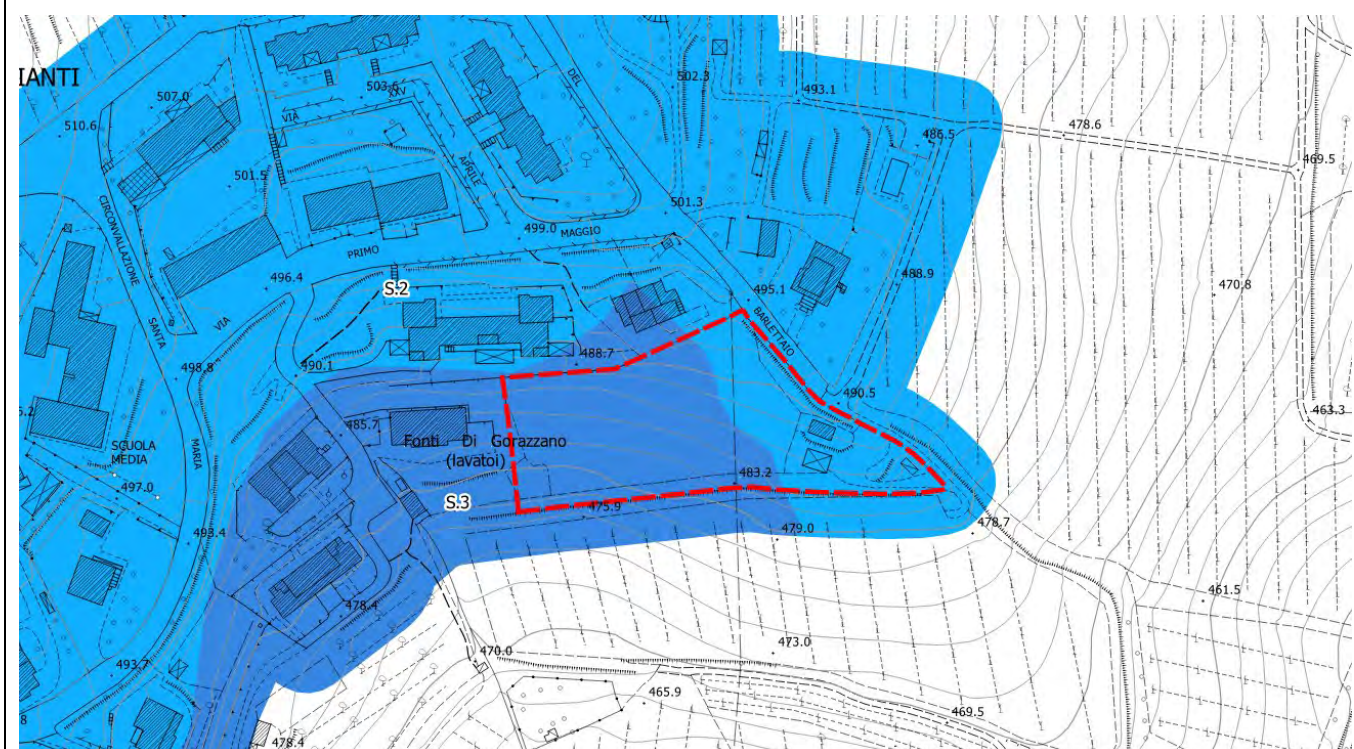 IANTI
507.0
510.6
503.6
XXV
VIA
APRILE
DEL
502.3
493.1
478.6
486.5
469.5
501.5
501.3
499.0
MAGGIO
PRIMO
CIRCONVALLAZIONE
496.4
S.2
VIA
495.1
488.9
470.8
BARLETTAIO
SANTA
498.8
490.1
488.7
490.5
463.3
485.7
Fonti Di Gorazzano
(lavatoi)
MARIA
SCUOLA
MEDIA
497.0
483.2
S.3
475.9
493.4
479.0
478.7
478.4
461.5
473.0
470.0
493.7
465.9
469.5
478.4